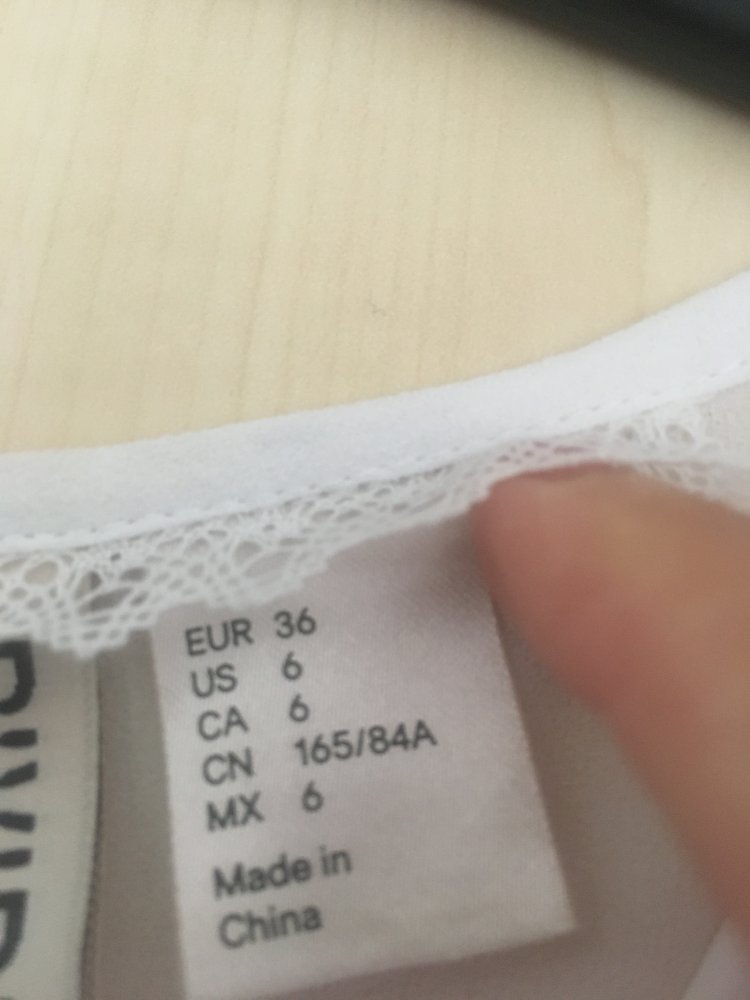 EUR 36
US 6
CA 6
CN 165/84A
MX 6
Made in
China